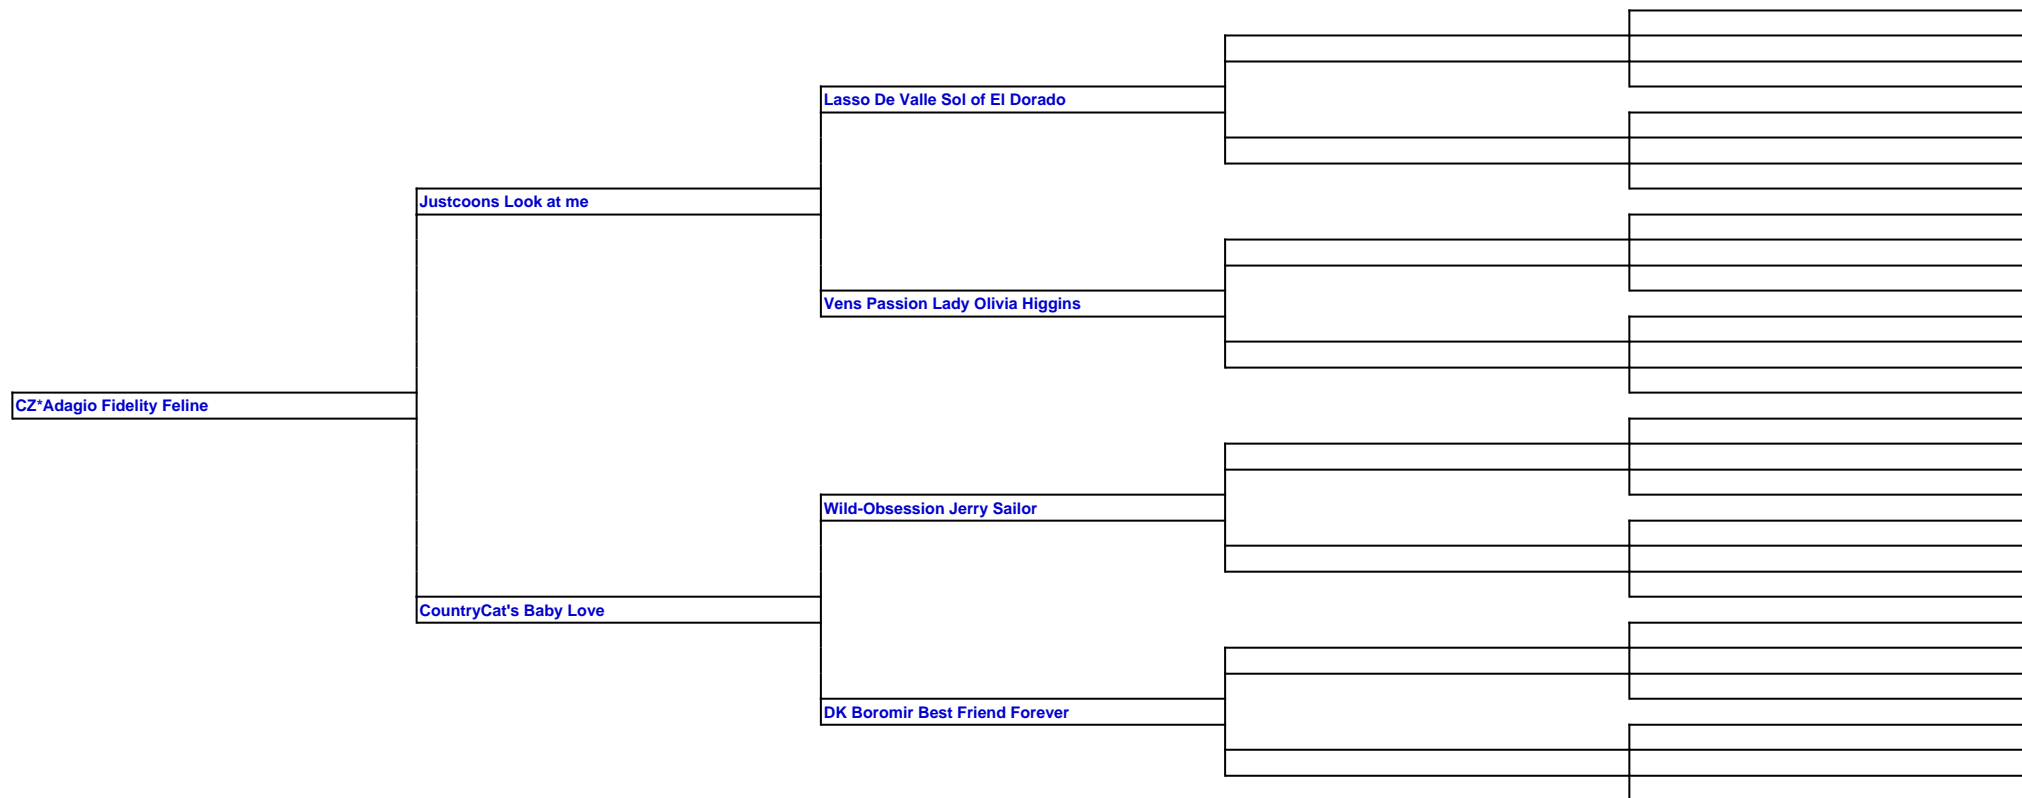 Lasso De Valle Sol of El Dorado
Justcoons Look at me
Vens Passion Lady Olivia Higgins
CZ*Adagio Fidelity Feline
Wild-Obsession Jerry Sailor
CountryCat's Baby Love
DK Boromir Best Friend Forever